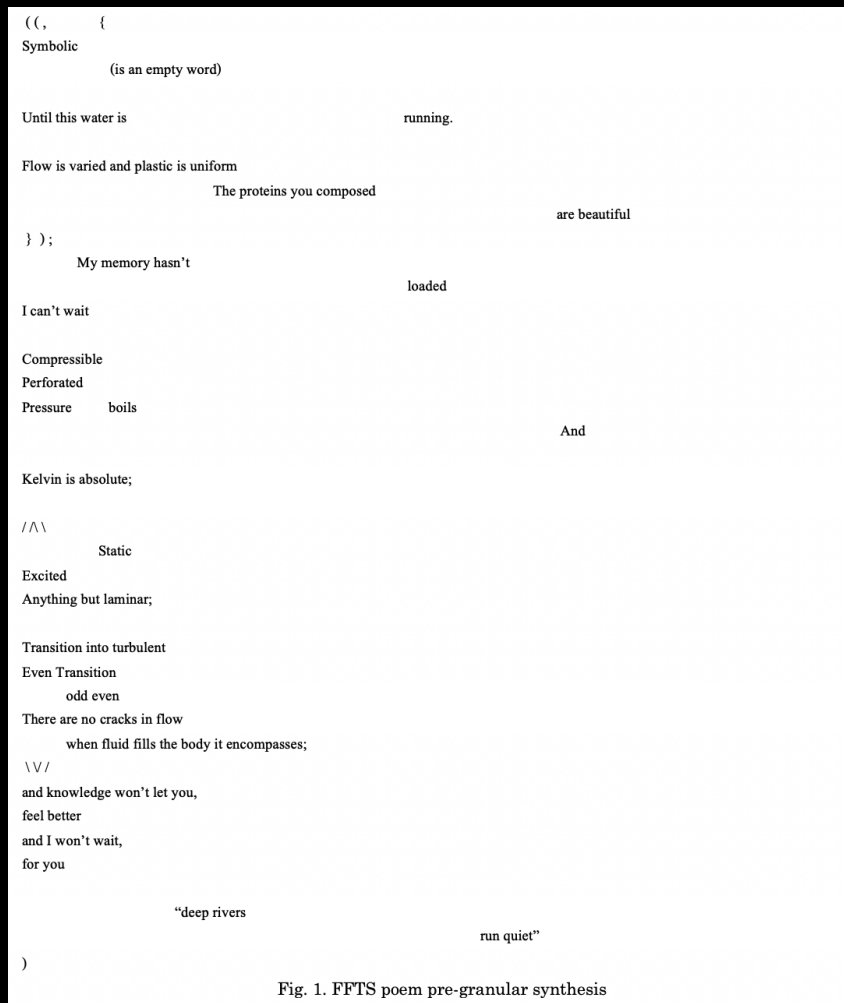 ((, {
Symbolic
(is an empty word)
Until this water is running.
Flow is varied and plastic is uniform
The proteins you composed
are beautiful
} );
My memory hasn’t
loaded
I can’t wait
Compressible
Perforated
Pressure boils
And
Kelvin is absolute;
/ /\ \
Static
Excited
Anything but laminar;
Transition into turbulent
Even Transition
odd even
There are no cracks in flow
when fluid fills the body it encompasses;
\ \/ /
and knowledge won’t let you,
feel better
and I won’t wait,
for you
“deep rivers
run quiet”
)
Fig. 1. FFTS poem pre-granular synthesis